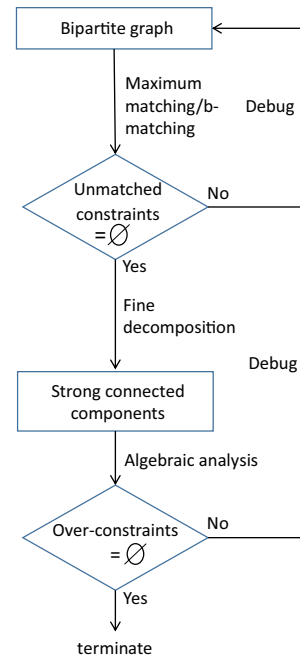 Bipartite graph
Maximum
matching/b-
matching
Debug
Unmatched
constraints
= ∅
No
Yes
Fine
decomposition
Debug
Strong connected
components
Algebraic analysis
Over-constraints
= ∅
No
Yes
terminate